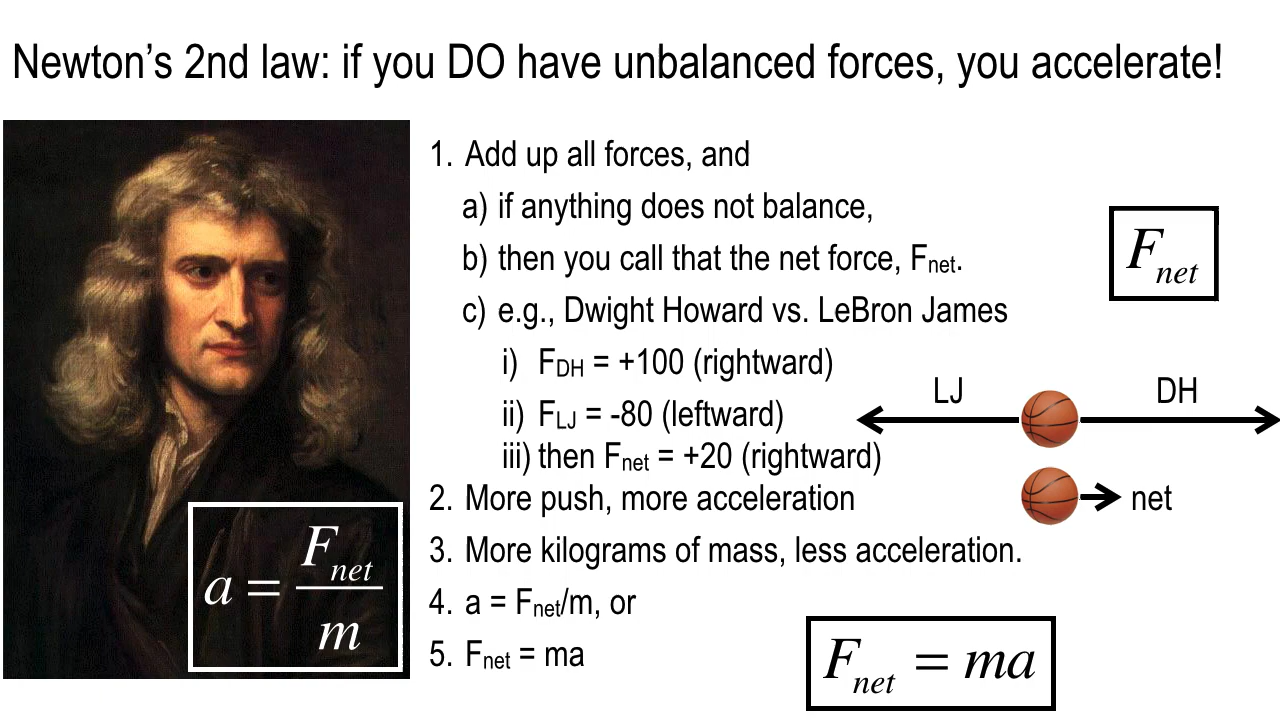 Newton’s 2nd law: if you DO have unbalanced forces, you accelerate!
1. Add up all forces, and
a) if anything does not balance,
b) then you call that the net force, Fnet.
c) e.g., Dwight Howard vs. LeBron James
i) FDH = +100 (rightward)
ii) FLJ = -80 (leftward)
iii) then Fnet = +20 (rightward)
2. More push, more acceleration
3. More kilograms of mass, less acceleration.
4. a = Fnet/m, or
5. Fnet = ma
Fnet
LJ
DH
net
a = Fnet/m
Fnet = ma